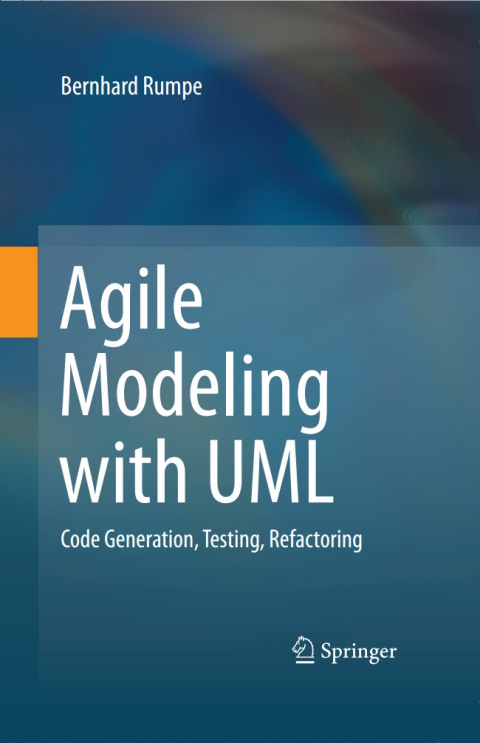 Bernhard Rumpe
Agile
Modeling
with UML
Code Generation, Testing, Refactoring
Springer